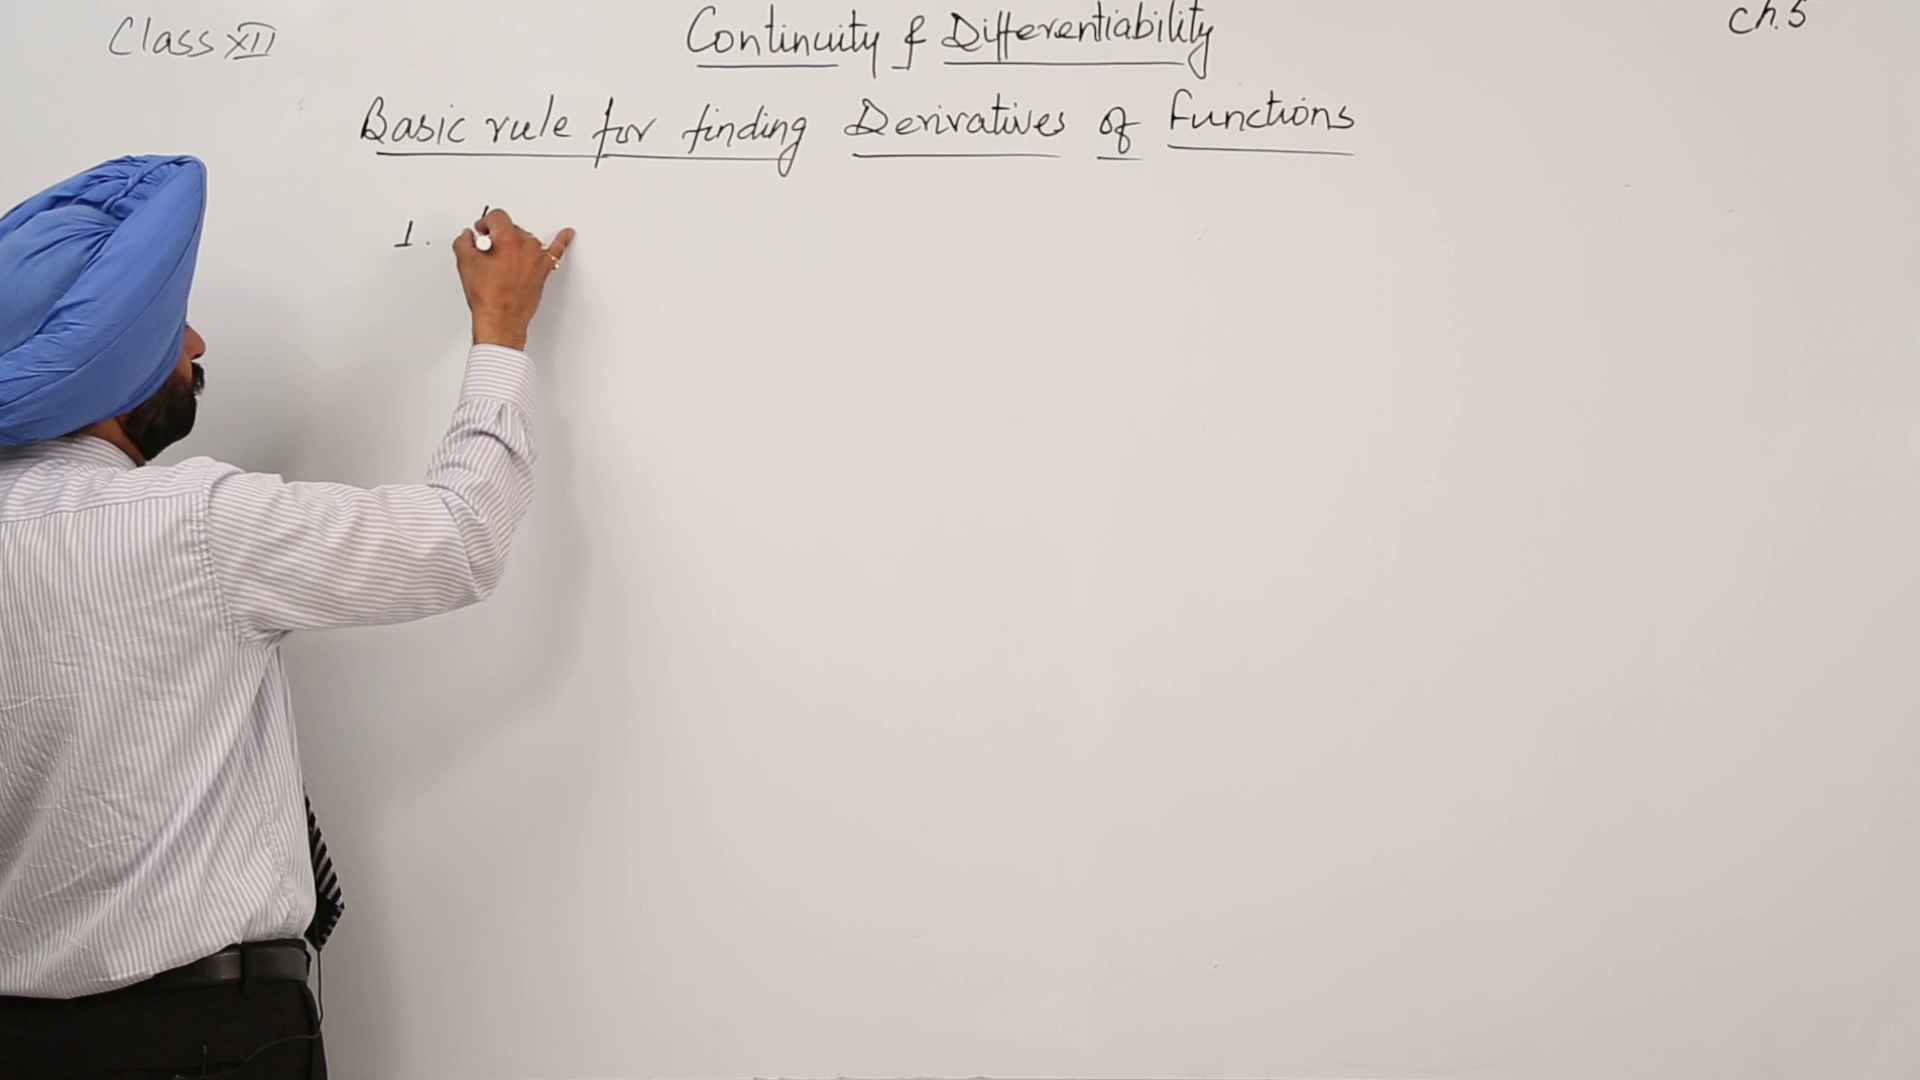 Class XII
Continuity & Differentiability
Ch. 5
Basic rule for finding Derivatives of Functions
1.